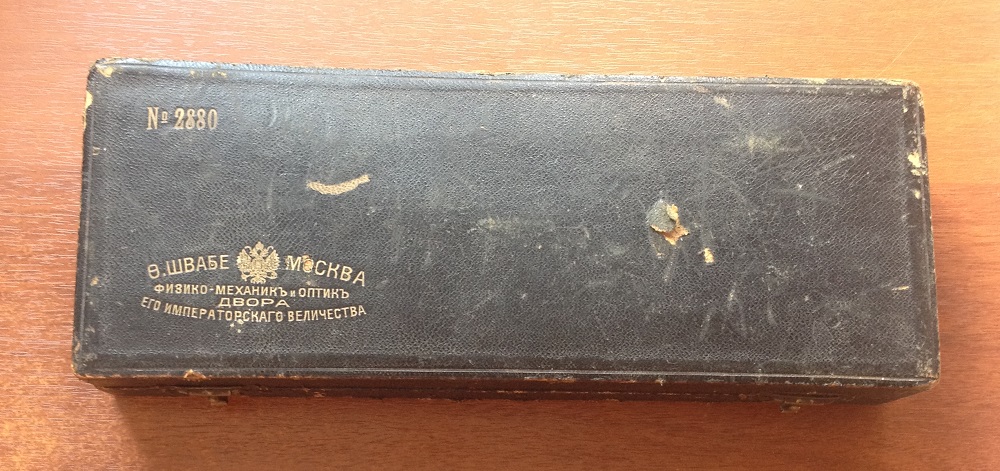 № 2880
Ѳ. ШВАБЕ МОСКВА
ФИЗИКО-МЕХАНИКЪ и ОПТИКЪ
ДВОРА
ЕГО ИМПЕРАТОРСКАГО ВЕЛИЧЕСТВА